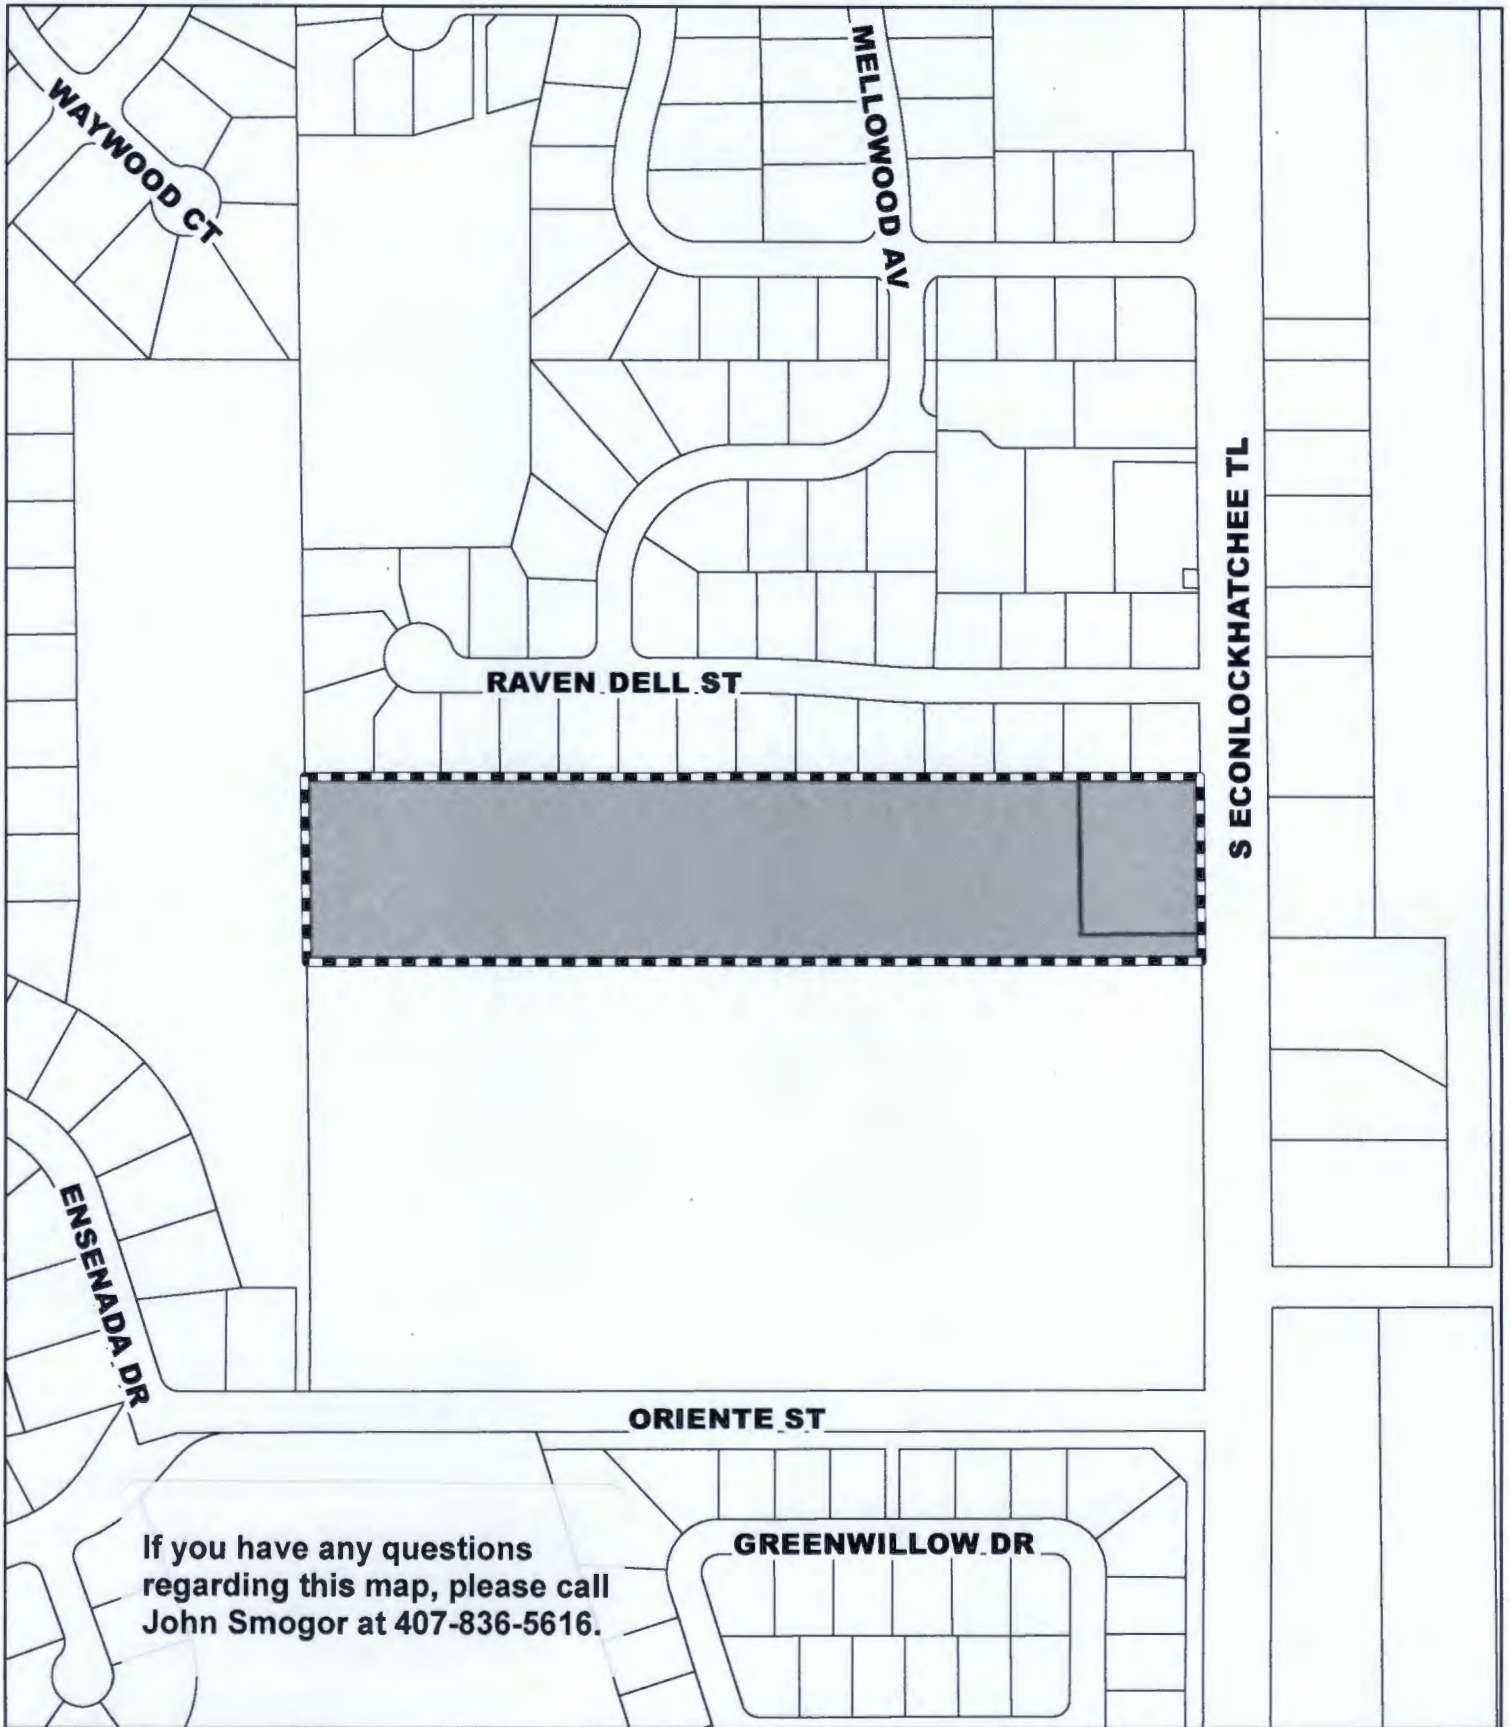 WAYWOOD CT
MELLOWOOD AV
S ECONLOCKHATCHEE TL
RAVEN DELL ST
ENSENADA DR
ORIENTE ST
GREENWILLOW DR
If you have any questions
regarding this map, please call
John Smogor at 407-836-5616.